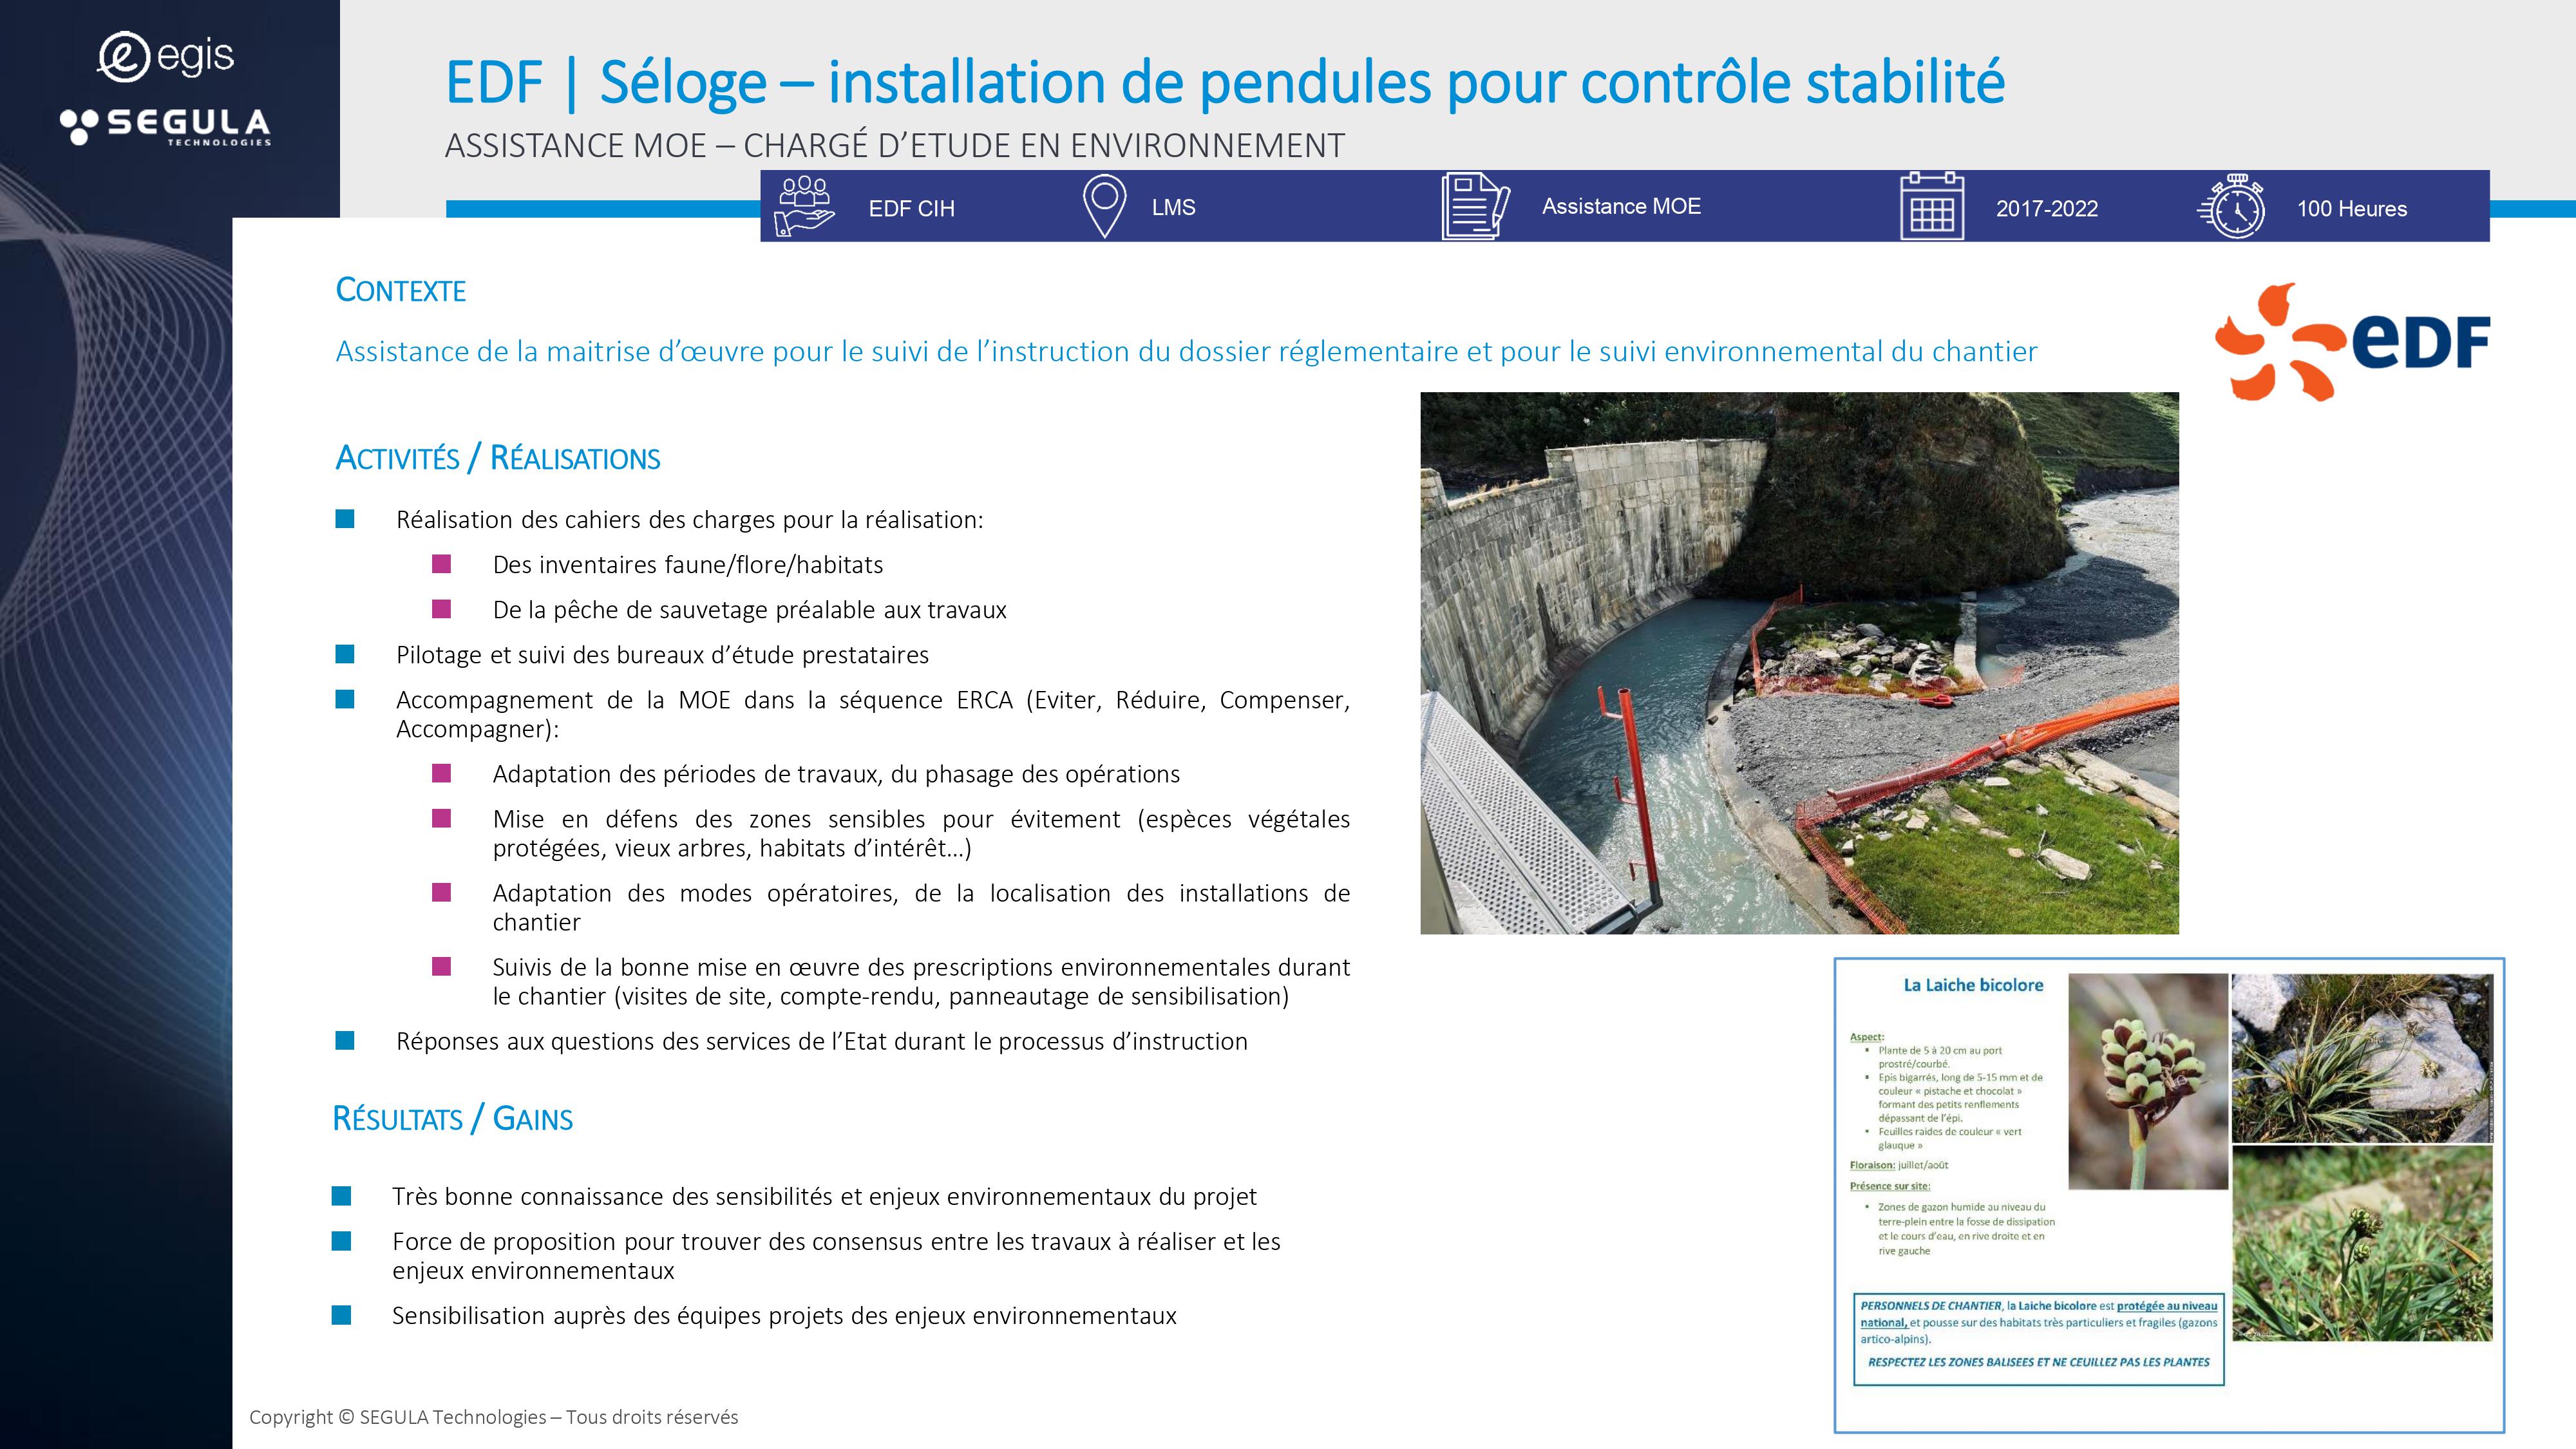 egis
SEGULA
TECHNOLOGIES
EDF | Séloge – installation de pendules pour contrôle stabilité
ASSISTANCE MOE – CHARGÉ D’ETUDE EN ENVIRONNEMENT
EDF CIH
LMS
Assistance MOE
2017-2022
100 Heures
CONTEXTE
Assistance de la maitrise d’œuvre pour le suivi de l’instruction du dossier réglementaire et pour le suivi environnemental du chantier
eDF
ACTIVITÉS / RÉALISATIONS
Réalisation des cahiers des charges pour la réalisation:
Des inventaires faune/flore/habitats
De la pêche de sauvetage préalable aux travaux
Pilotage et suivi des bureaux d’étude prestataires
Accompagnement de la MOE dans la séquence ERCA (Eviter, Réduire, Compenser,
Accompagner):
Adaptation des périodes de travaux, du phasage des opérations
Mise en défens des zones sensibles pour évitement (espèces végétales
protégées, vieux arbres, habitats d’intérêt…)
Adaptation des modes opératoires, de la localisation des installations de
chantier
Suivis de la bonne mise en œuvre des prescriptions environnementales durant
le chantier (visites de site, compte-rendu, panneautage de sensibilisation)
Réponses aux questions des services de l’Etat durant le processus d’instruction
RÉSULTATS / GAINS
Très bonne connaissance des sensibilités et enjeux environnementaux du projet
Force de proposition pour trouver des consensus entre les travaux à réaliser et les
enjeux environnementaux
Sensibilisation auprès des équipes projets des enjeux environnementaux
La Laiche bicolore
Aspect:
Plante de 5 à 20 cm au port
prostré/courbé.
Epis bigarrés, long de 5-15 mm et de
couleur « pistache et chocolat »
formant des petits renflements
dépassant de l’épi.
Feuilles raides de couleur « vert
glauque »
Floraison: juillet/août
Présence sur site:
Zones de gazon humide au niveau du
terre-plein entre la fosse de dissipation
et le cours d’eau, en rive droite et en
rive gauche
PERSONNELS DE CHANTIER, la Laiche bicolore est protégée au niveau
national, et pousse sur des habitats très particuliers et fragiles (gazons
artico-alpins).
RESPECTEZ LES ZONES BALISEES ET NE CEUILLEZ PAS LES PLANTES
Copyright © SEGULA Technologies – Tous droits réservés